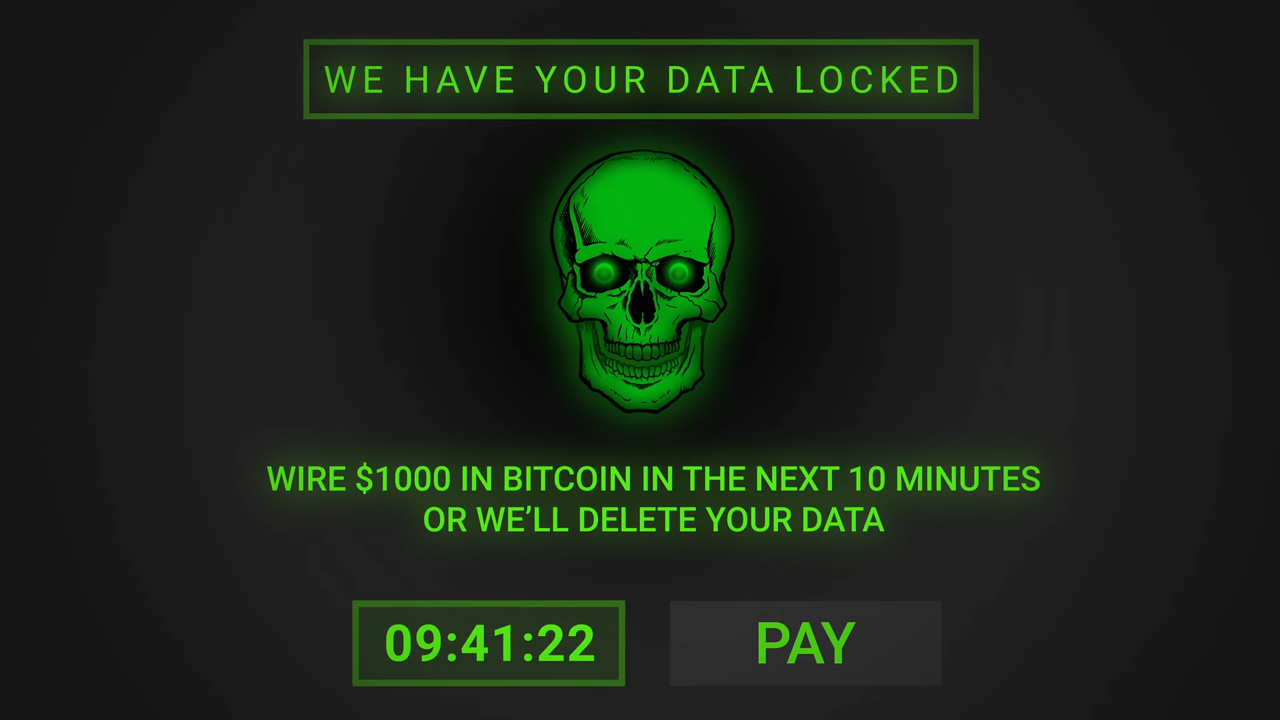 WE HAVE YOUR DATA LOCKED
WIRE $1000 IN BITCOIN IN THE NEXT 10 MINUTES
OR WE’LL DELETE YOUR DATA
09:41:22
PAY